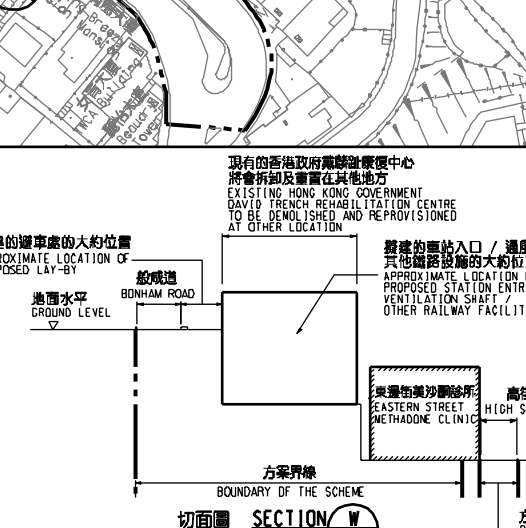 現有的香港政府戴麟趾康復中心
將會拆卸及重置在其他地方
EXISTING HONG KONG GOVERNMENT
DAVID TRENCH REHABILITATION CENTRE
TO BE DEMOLISHED AND REPROVISIONED
AT OTHER LOCATION
的避車處的大約位置
OXIMATE LOCATION OF
POSED LAY-BY
擬建的車站入口 / 通風
其他鐵路設施的大約位
APPROXIMATE LOCATION
PROPOSED STATION ENTR
VENTILATION SHAFT /
OTHER RAILWAY FACILIT
般咸道
BONHAM ROAD
地面水平
GROUND LEVEL
東邊街美沙酮診所
EASTERN STREET
METHADONE CLINIC
高街
HIGH S
方案界線
BOUNDARY OF THE SCHEME
切面圖 SECTION W